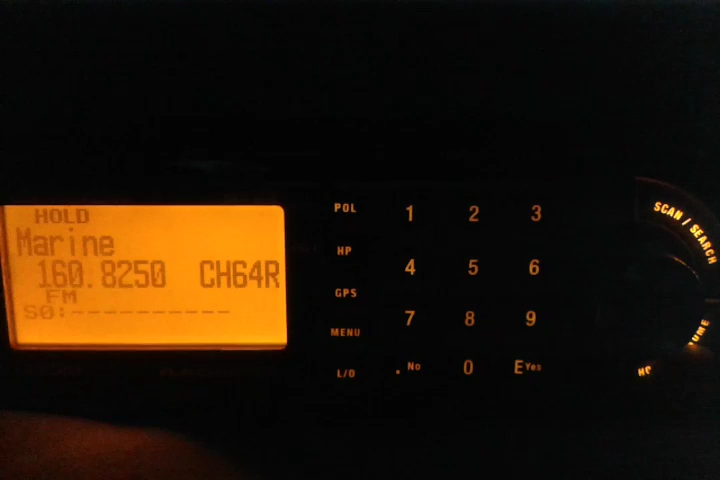 HOLD
Marine
160.8250 CH64R
FM
S0:----------
POL 1 2 3
HP 4 5 6
GPS
MENU 7 8 9
L/O . No 0 E Yes
SCAN / SEARCH